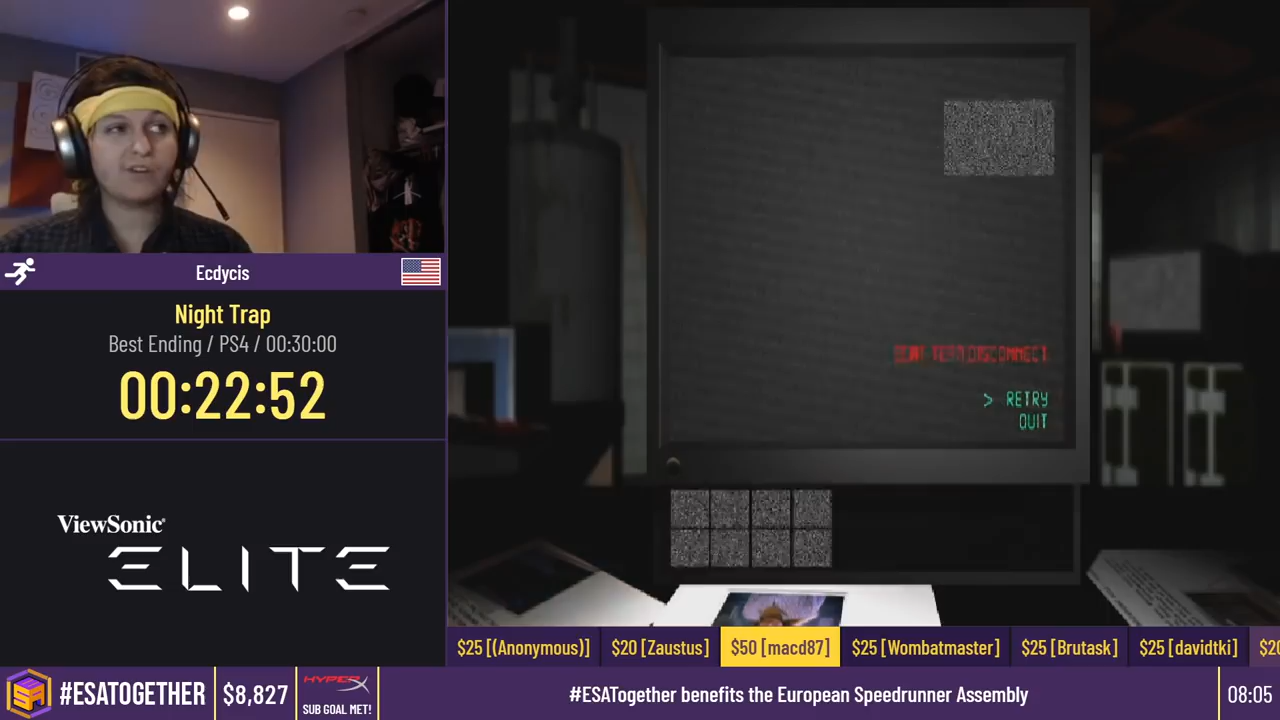 Ecdycis
Night Trap
Best Ending / PS4 / 00:30:00
00:22:52
ViewSonic®
ELITE
TEAM DISCONNECT
> RETRY
QUIT
$25 [(Anonymous)] $20 [Zaustus] $50 [macd87] $25 [Wombatmaster] $25 [Brutask] $25 [davidtki]
#ESATOGETHER $8,827 HYPERX
SUB GOAL MET!
#ESATogether benefits the European Speedrunner Assembly
08:05